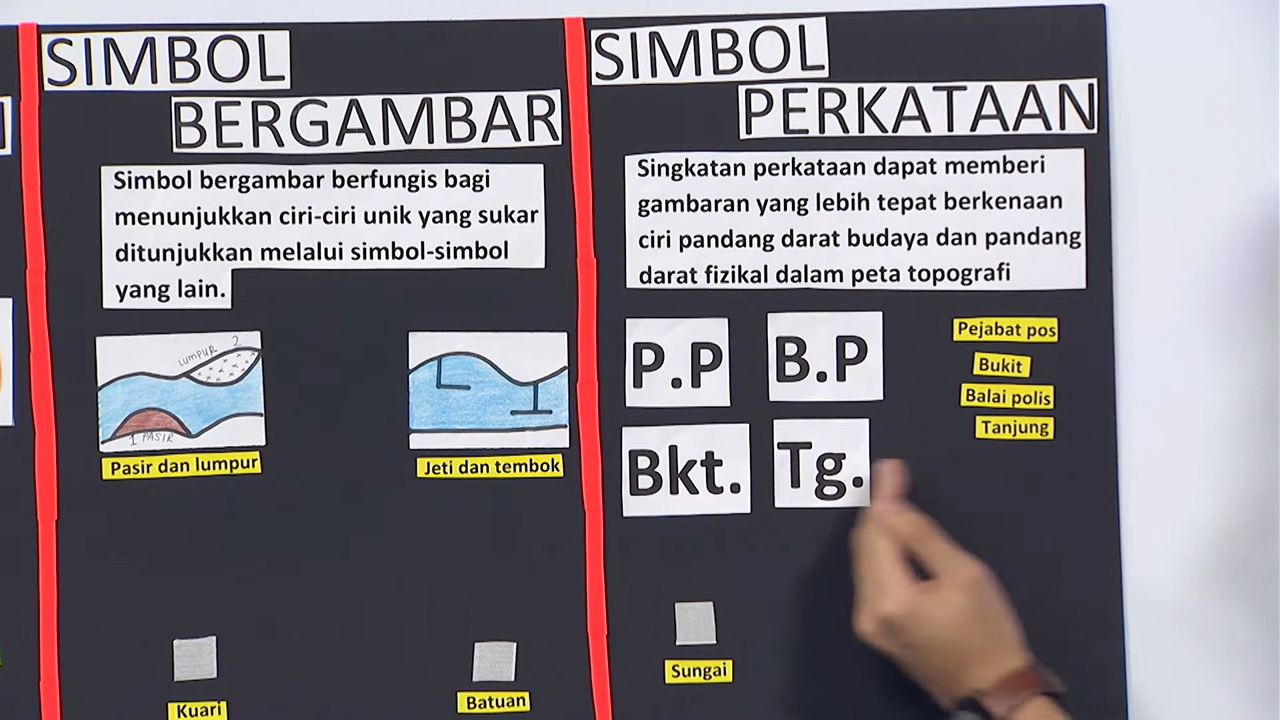 SIMBOL
BERGAMBAR
Simbol bergambar berfungis bagi
menunjukkan ciri-ciri unik yang sukar
ditunjukkan melalui simbol-simbol
yang lain.
LUMPUR 2
1 PASIR
Pasir dan lumpur
Jeti dan tembok
Kuari
Batuan
SIMBOL
PERKATAAN
Singkatan perkataan dapat memberi
gambaran yang lebih tepat berkenaan
ciri pandang darat budaya dan pandang
darat fizikal dalam peta topografi
P.P
B.P
Bkt.
Tg.
Pejabat pos
Bukit
Balai polis
Tanjung
Sungai